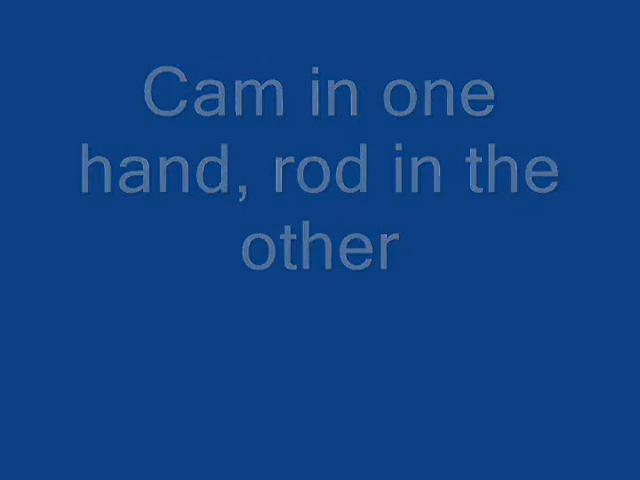 Cam in one
hand, rod in the
other